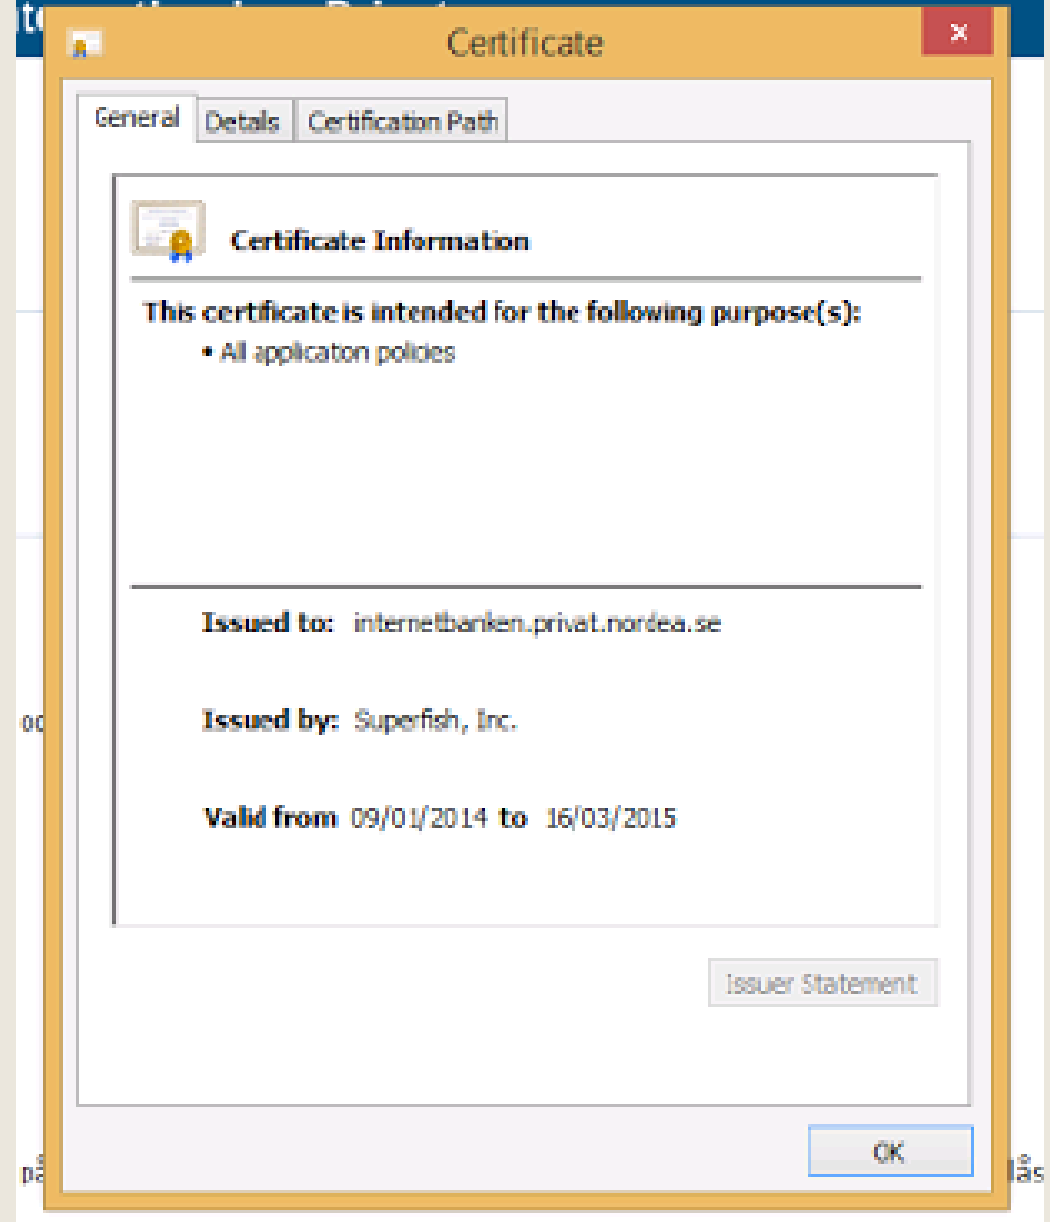 Certificate
General Details Certification Path
Certificate Information
This certificate is intended for the following purpose(s):
• All application policies
Issued to: internetbanken.privat.nordea.se
Issued by: Superfish, Inc.
Valid from 09/01/2014 to 16/03/2015
Issuer Statement
OK